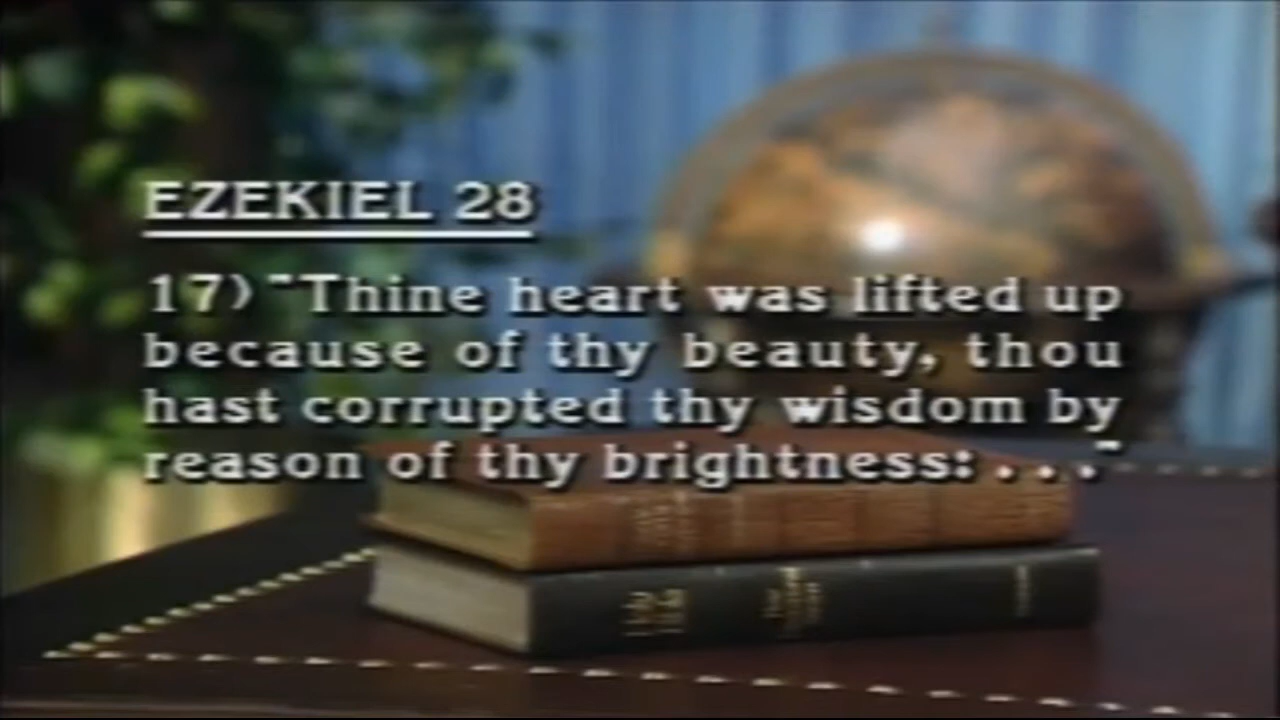 EZEKIEL 28
17) "Thine heart was lifted up
because of thy beauty, thou
hast corrupted thy wisdom by
reason of thy brightness: . . ."